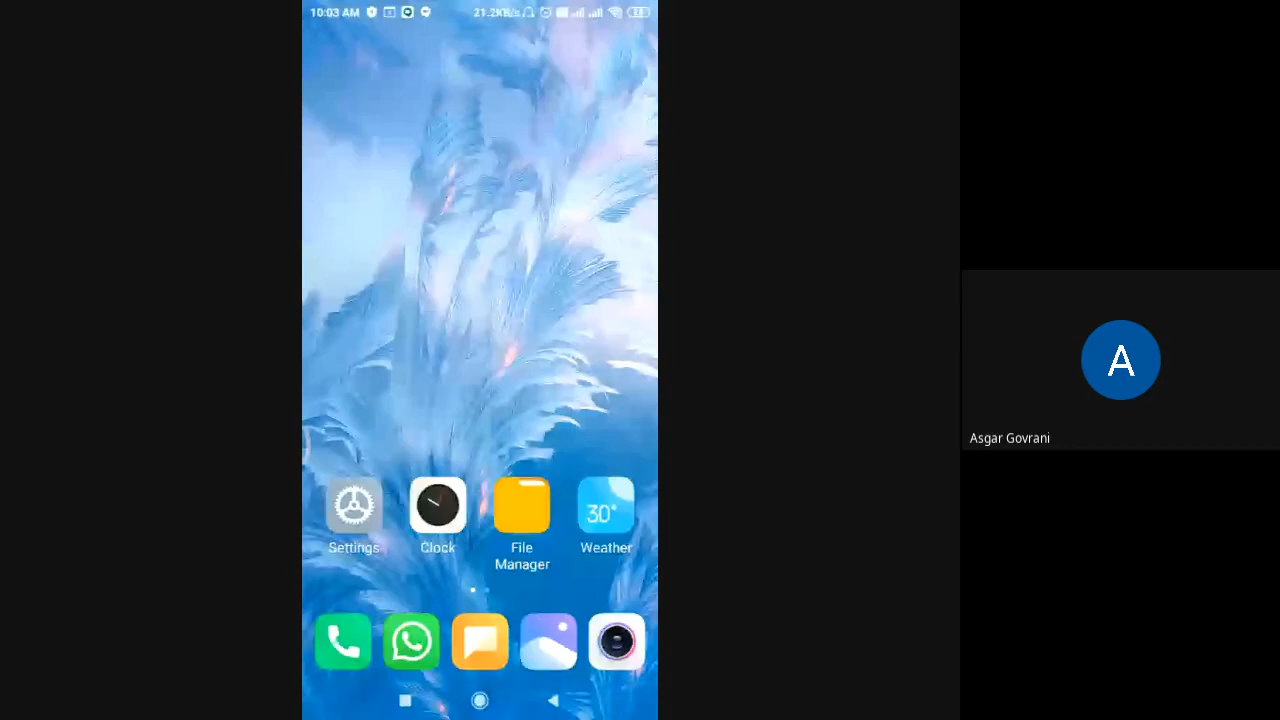 10:03 AM
21.2KB/s
Settings
Clock
File
Manager
30°
Weather
A
Asgar Govrani